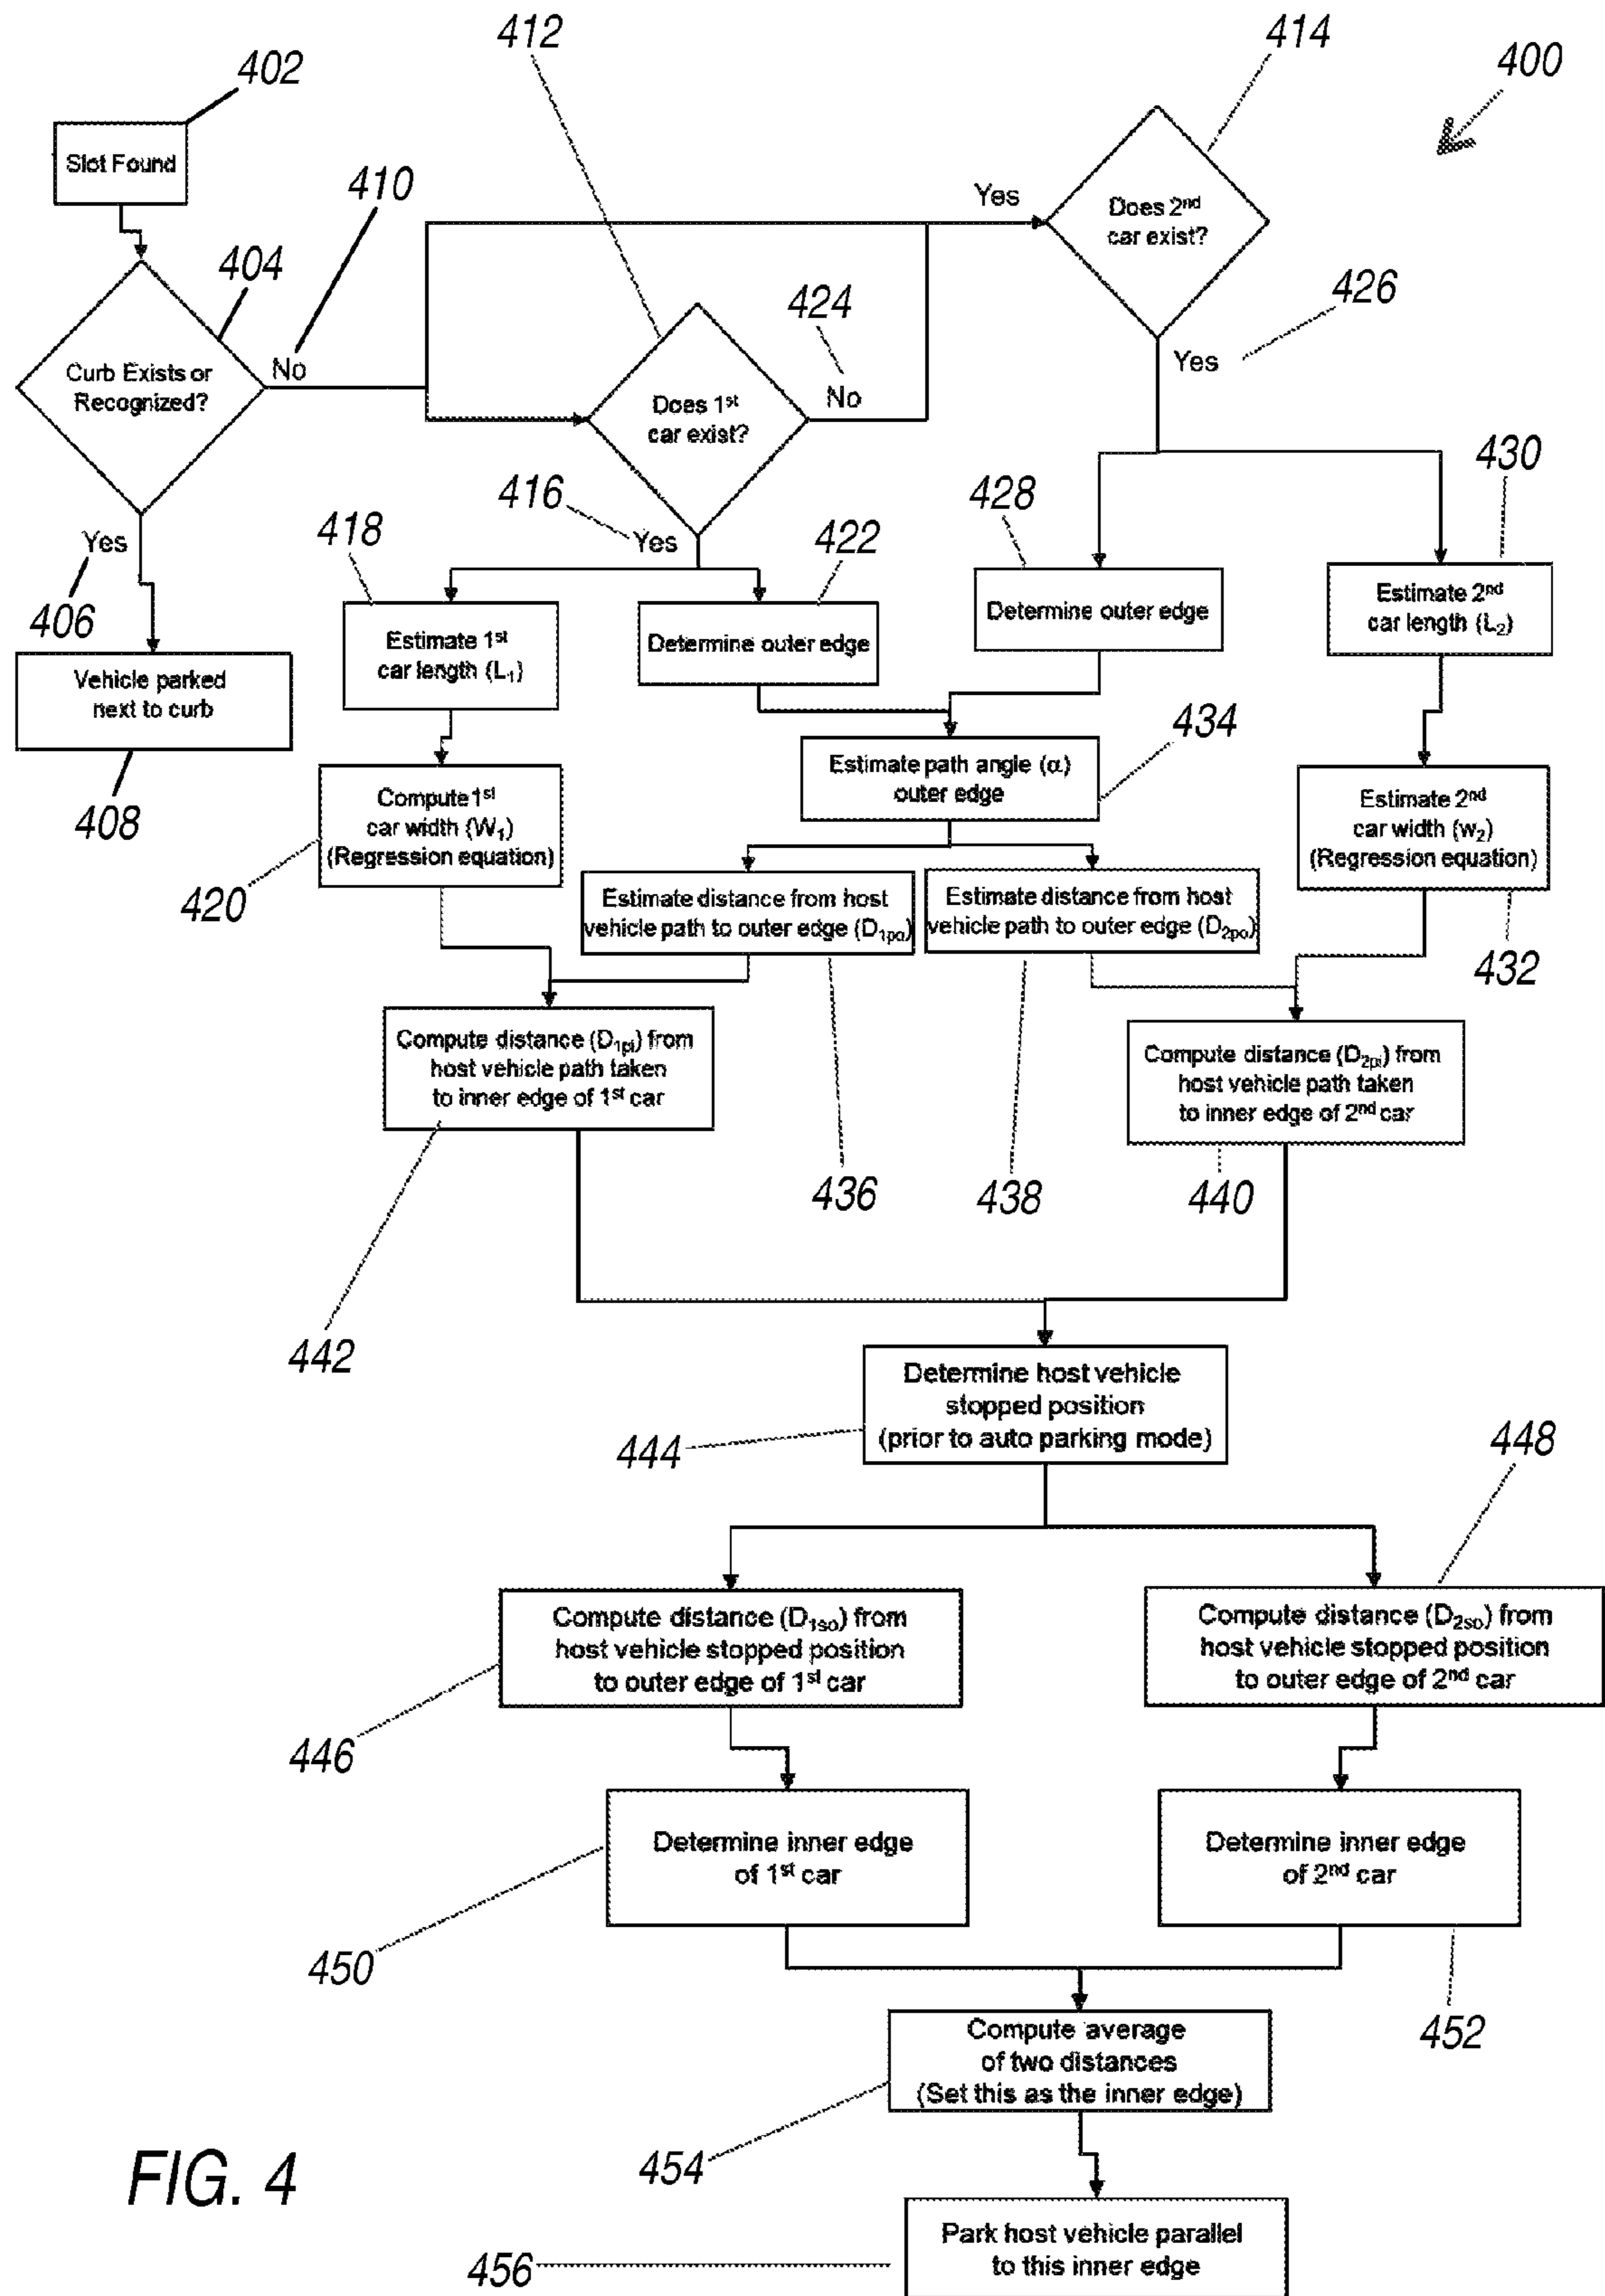 412
414
402
400
Slot Found
410
Yes
Does 2nd
car exist?
404
424
426
Curb Exists or
Recognized?
No
Does 1st
car exist?
No
Yes
416
428
430
Yes
418
Yes
422
406
Estimate 1st
car length (L1)
Determine outer edge
Determine outer edge
Estimate 2nd
car length (L2)
Vehicle parked
next to curb
408
434
Compute 1st
car width (W1)
(Regression equation)
Estimate path angle (α)
outer edge
Estimate 2nd
car width (w2)
(Regression equation)
420
Estimate distance from host
vehicle path to outer edge (D1po)
Estimate distance from host
vehicle path to outer edge (D2po)
432
Compute distance (D1pi) from
host vehicle path taken
to inner edge of 1st car
Compute distance (D2pi) from
host vehicle path taken
to inner edge of 2nd car
436
438
440
442
Determine host vehicle
stopped position
(prior to auto parking mode)
444
448
Compute distance (D1so) from
host vehicle stopped position
to outer edge of 1st car
Compute distance (D2so) from
host vehicle stopped position
to outer edge of 2nd car
446
Determine inner edge
of 1st car
Determine inner edge
of 2nd car
450
452
Compute average
of two distances
(Set this as the inner edge)
454
FIG. 4
Park host vehicle parallel
to this inner edge
456